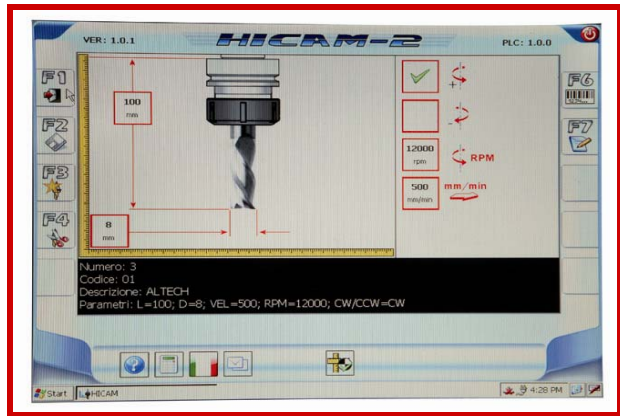 VER: 1.0.1
HICAM-2
PLC: 1.0.0
F1
F2
F3
F4
F6
F7
100
mm
8
mm
+
-
12000
rpm
RPM
500
mm/min
mm/min
Numero: 3
Codice: 01
Descrizione: ALTECH
Parametri: L=100; D=8; VEL=500; RPM=12000; CW/CCW=CW
Start
HICAM
4:28 PM